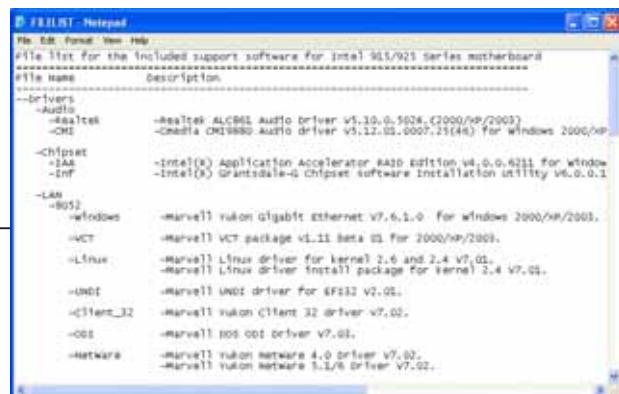 FILELIST - Notepad
File Edit Format View Help
File list for the included support software for Intel 915/925 Series motherboard
File Name Description
--Drivers
-Audio
-Realtek -Realtek ALC861 Audio Driver v5.10.0.5024.(2000/XP/2003)
-CMI -Cmedia CMI9880 Audio driver v5.12.01.0007.25(46) for Windows 2000/XP
-Chipset
-IAA -Intel(R) Application Accelerator RAID Edition v4.0.0.6211 for Window
-Inf -Intel(R) Grantsdale-G Chipset Software Installation Utility V6.0.0.1
-LAN
-8052
-Windows -Marvell Yukon Gigabit Ethernet V7.6.1.0 for Windows 2000/XP/2003.
-VCT -Marvell VCT package v1.11 Beta 01 for 2000/XP/2003.
-Linux -Marvell Linux driver for kernel 2.6 and 2.4 v7.01.
-Marvell Linux driver install package for kernel 2.4 v7.01.
-UNDI -Marvell UNDI driver for EFI32 v2.01.
-Client_32 -Marvell Yukon Client 32 driver v7.02.
-ODI -Marvell DOS ODI Driver v7.03.
-NetWare -Marvell Yukon Netware 4.0 Driver v7.02.
-Marvell Yukon Netware 5.1/6 Driver v7.02.